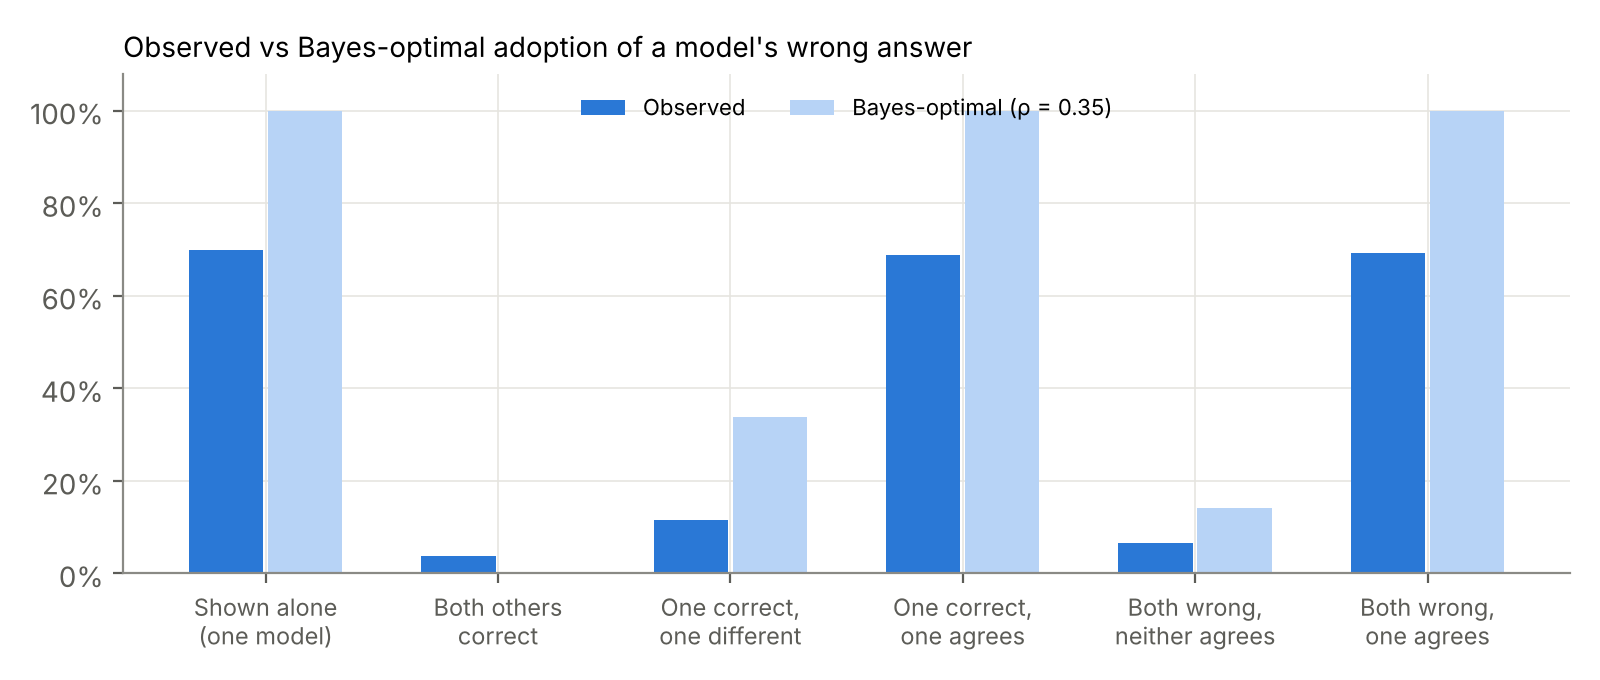 Observed vs Bayes-optimal adoption of a model's wrong answer
Observed
Bayes-optimal (ρ = 0.35)
100%
80%
60%
40%
20%
0%
Shown alone
(one model)
Both others
correct
One correct,
one different
One correct,
one agrees
Both wrong,
neither agrees
Both wrong,
one agrees